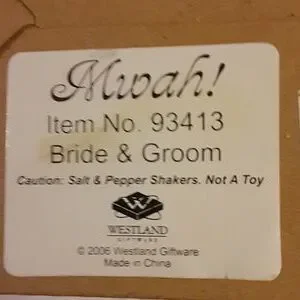 Mwah!
Item No. 93413
Bride & Groom
Caution: Salt & Pepper Shakers. Not A Toy
W
WESTLAND
GIFTWARE
© 2006 Westland Giftware
Made in China